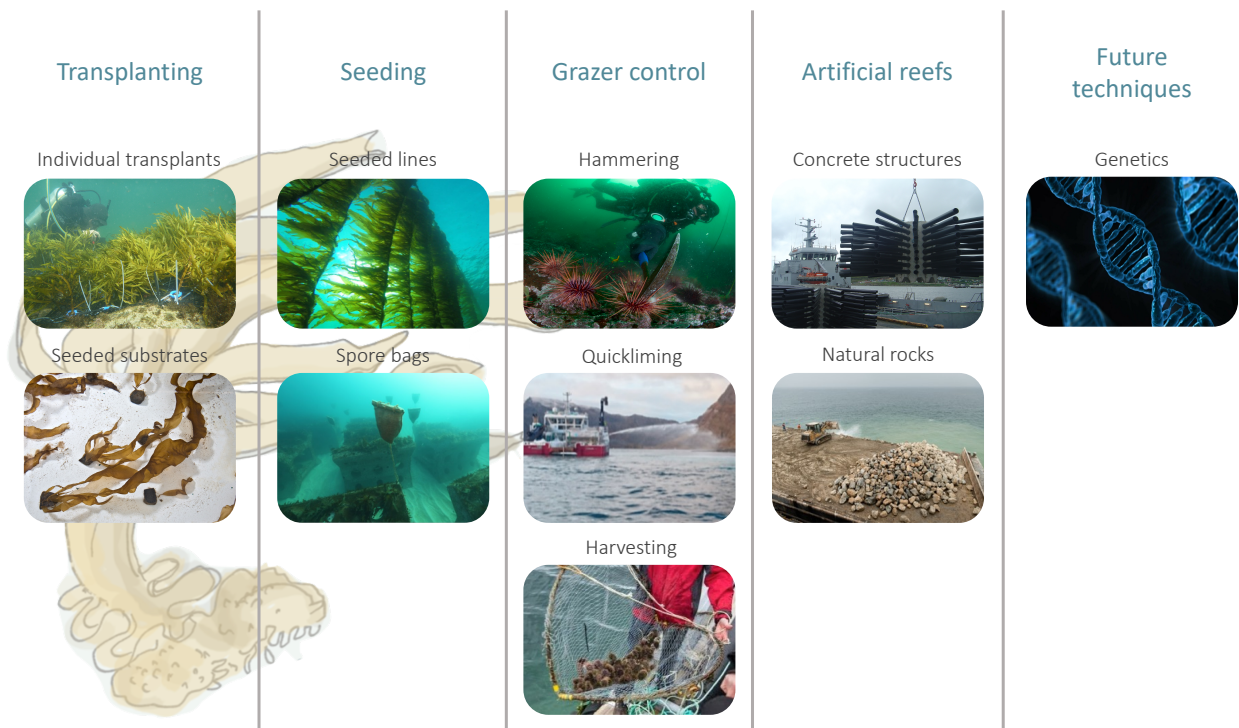 Transplanting
Seeding
Grazer control
Artificial reefs
Future
techniques
Individual transplants
Seeded lines
Hammering
Concrete structures
Genetics
Seeded substrates
Spore bags
Quickliming
Natural rocks
Harvesting